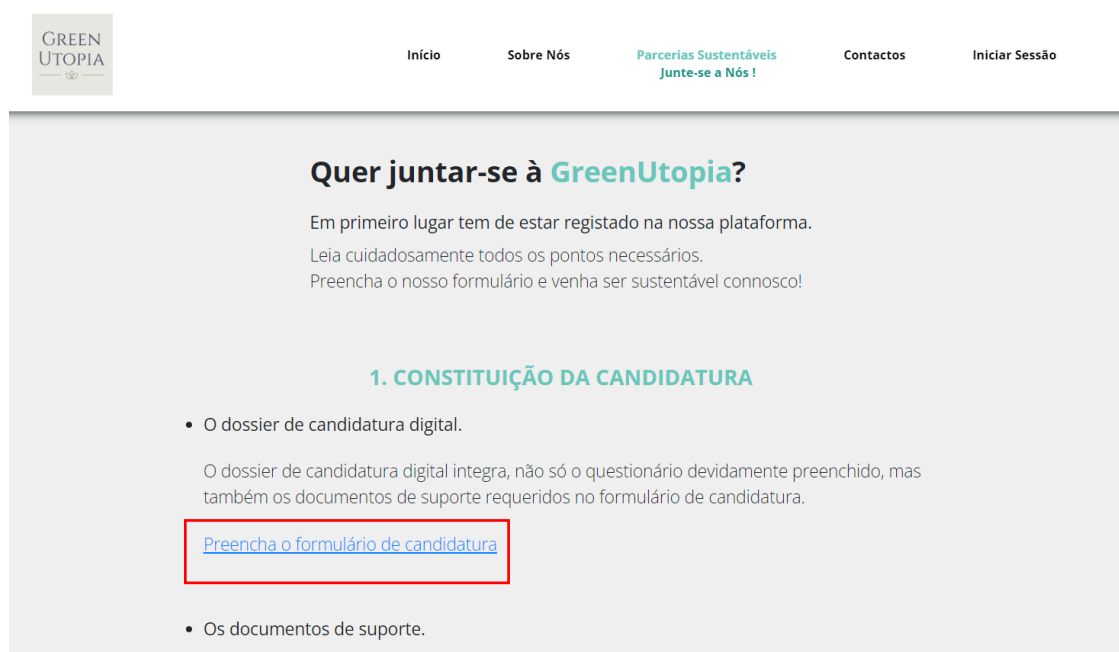 GREEN
UTOPIA
Início
Sobre Nós
Parcerias Sustentáveis
Junte-se a Nós !
Contactos
Iniciar Sessão
Quer juntar-se à GreenUtopia?
Em primeiro lugar tem de estar registado na nossa plataforma.
Leia cuidadosamente todos os pontos necessários.
Preencha o nosso formulário e venha ser sustentável connosco!
1. CONSTITUIÇÃO DA CANDIDATURA
• O dossier de candidatura digital.
O dossier de candidatura digital integra, não só o questionário devidamente preenchido, mas
também os documentos de suporte requeridos no formulário de candidatura.
Preencha o formulário de candidatura
• Os documentos de suporte.